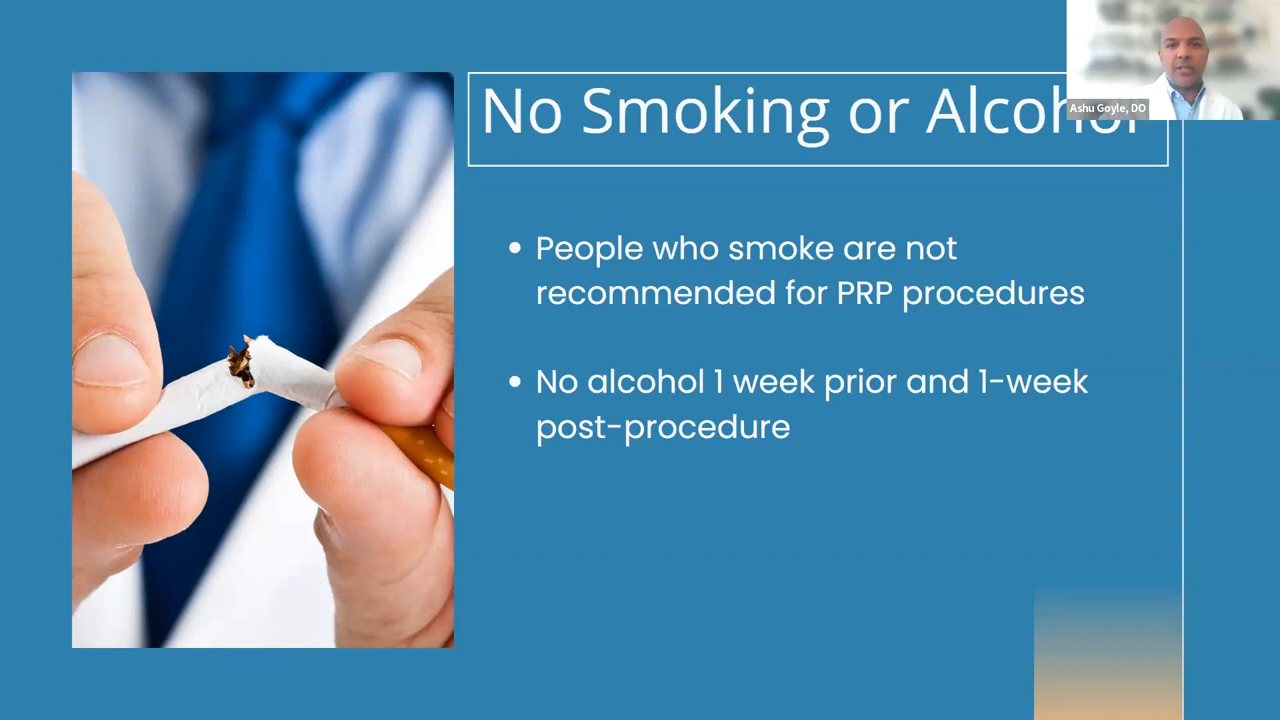 No Smoking or Alcohol
Ashu Goyle, DO
• People who smoke are not
recommended for PRP procedures
• No alcohol 1 week prior and 1-week
post-procedure